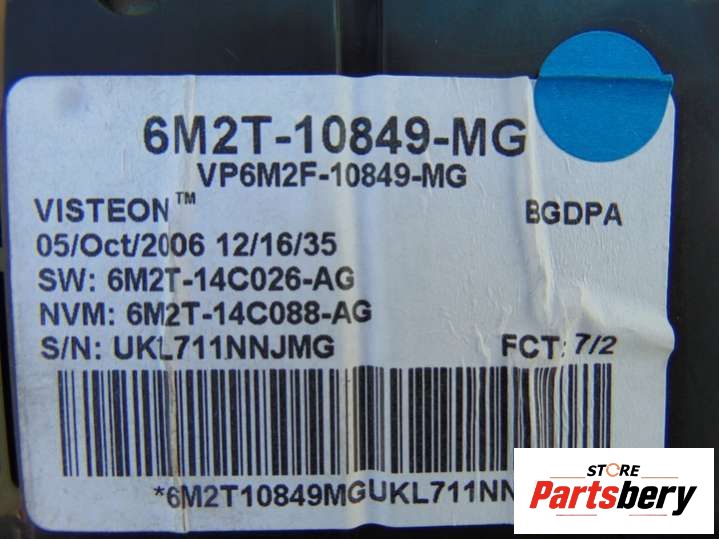 6M2T-10849-MG
VP6M2F-10849-MG
VISTEON™ BGDPA
05/Oct/2006 12/16/35
SW: 6M2T-14C026-AG
NVM: 6M2T-14C088-AG
S/N: UKL711NNJMG FCT: 7/2
*6M2T10849MGUKL711NN
STORE
Partsbery